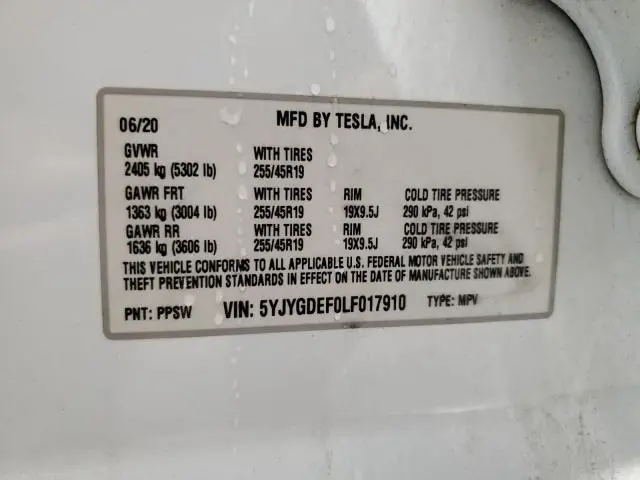 06/20 MFD BY TESLA, INC.
GVWR WITH TIRES
2405 kg (5302 lb) 255/45R19
GAWR FRT WITH TIRES RIM COLD TIRE PRESSURE
1363 kg (3004 lb) 255/45R19 19X9.5J 290 kPa, 42 psi
GAWR RR WITH TIRES RIM COLD TIRE PRESSURE
1636 kg (3606 lb) 255/45R19 19X9.5J 290 kPa, 42 psi
THIS VEHICLE CONFORMS TO ALL APPLICABLE U.S. FEDERAL MOTOR VEHICLE SAFETY AND
THEFT PREVENTION STANDARDS IN EFFECT ON THE DATE OF MANUFACTURE SHOWN ABOVE.
PNT: PPSW VIN: 5YJYGDEF0LF017910 TYPE: MPV